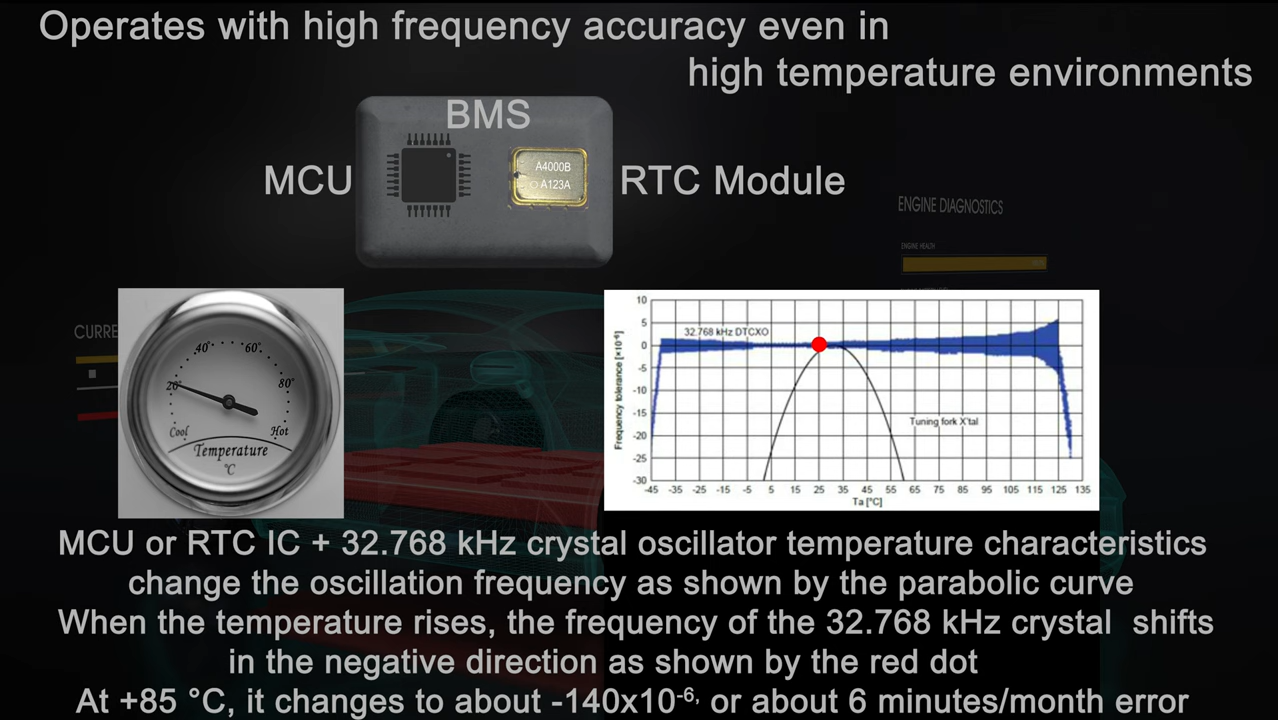 Operates with high frequency accuracy even in
high temperature environments
BMS
MCU
A4000B
A123A
RTC Module
ENGINE DIAGNOSTICS
ENGINE HEALTH
CURRE
20
40
60
80
Cool
Hot
Temperature
°C
Frequency tolerance [×10⁻⁶]
10
5
0
-5
-10
-15
-20
-25
-30
32.768 kHz DTCXO
Tuning fork X'tal
-45 -35 -25 -15 -5 5 15 25 35 45 55 65 75 85 95 105 115 125 135
Ta [°C]
MCU or RTC IC + 32.768 kHz crystal oscillator temperature characteristics
change the oscillation frequency as shown by the parabolic curve
When the temperature rises, the frequency of the 32.768 kHz crystal shifts
in the negative direction as shown by the red dot
At +85 °C, it changes to about -140x10⁻⁶, or about 6 minutes/month error